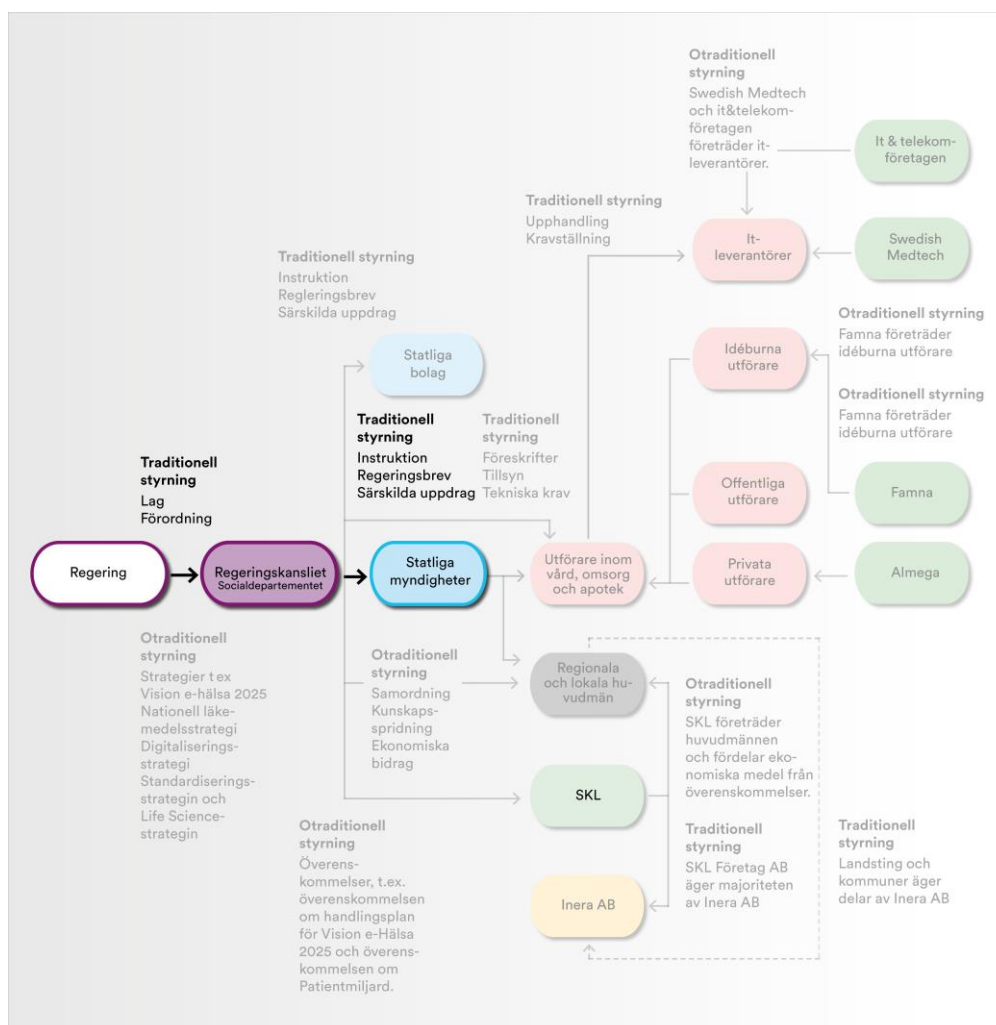 Otraditionell
styrning
Swedish Medtech
och it&telekom-
företagen
företräder it-
leverantörer.
It & telekom-
företagen
Traditionell styrning
Upphandling
Kravställning
It-
leverantörer
Swedish
Medtech
Traditionell styrning
Instruktion
Regleringsbrev
Särskilda uppdrag
Statliga
bolag
Idéburna
utförare
Otraditionell styrning
Famna företräder
idéburna utförare
Otraditionell styrning
Famna företräder
idéburna utförare
Traditionell
styrning
Instruktion
Regeringsbrev
Särskilda uppdrag
Traditionell
styrning
Föreskrifter
Tillsyn
Tekniska krav
Traditionell
styrning
Lag
Förordning
Offentliga
utförare
Famna
Regering
Regeringskansliet
Socialdepartementet
Statliga
myndigheter
Utförare inom
vård, omsorg
och apotek
Privata
utförare
Almega
Otraditionell
styrning
Strategier t ex
Vision e-hälsa 2025
Nationell läke-
medelsstrategi
Digitaliserings-
strategi
Standardiserings-
strategin och
Life Science-
strategin
Otraditionell
styrning
Samordning
Kunskaps-
spridning
Ekonomiska
bidrag
Regionala
och lokala hu-
vudmän
Otraditionell
styrning
SKL företräder
huvudmännen
och fördelar eko-
nomiska medel från
överenskommelser.
SKL
Otraditionell
styrning
Överens-
kommelser, t.ex.
överenskommelsen
om handlingsplan
för Vision e-Hälsa
2025 och överens-
kommelsen om
Patientmiljard.
Traditionell
styrning
SKL Företag AB
äger majoriteten
av Inera AB
Traditionell
styrning
Landsting och
kommuner äger
delar av Inera AB
Inera AB